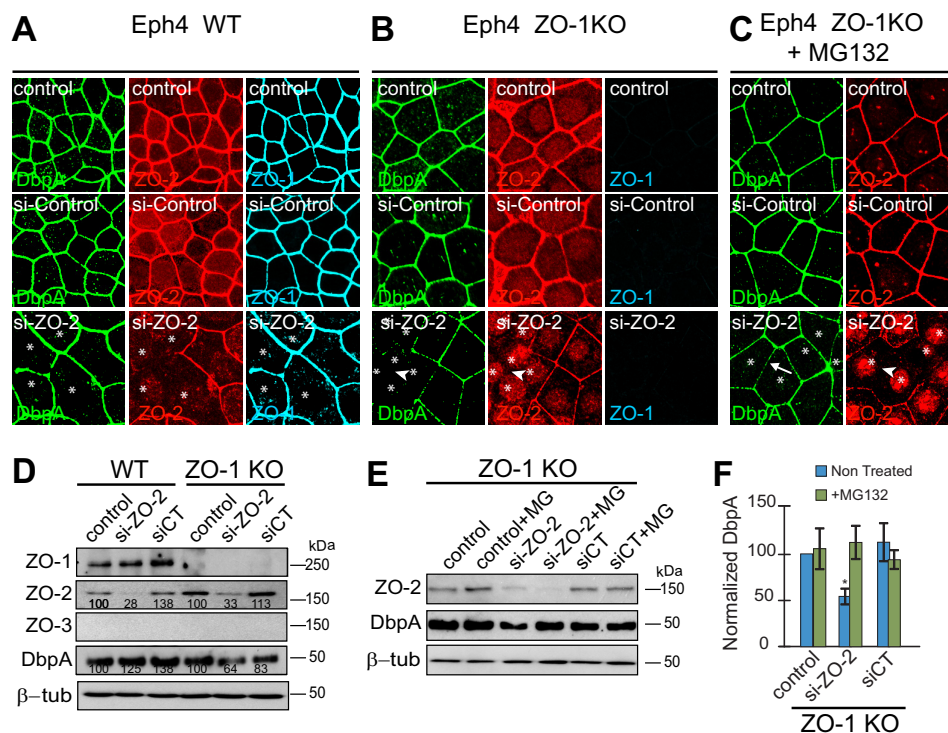 A Eph4 WT
B Eph4 ZO-1KO
C Eph4 ZO-1KO
+ MG132
control control control
DbpA ZO-2 ZO-1
si-Control si-Control si-Control
DbpA ZO-2 ZO-1
si-ZO-2 si-ZO-2 si-ZO-2
DbpA ZO-2 ZO-1
control control control
DbpA ZO-2 ZO-1
si-Control si-Control si-Control
DbpA ZO-2 ZO-1
si-ZO-2 si-ZO-2 si-ZO-2
DbpA ZO-2 ZO-1
control control
DbpA ZO-2
si-Control si-Control
DbpA ZO-2
si-ZO-2 si-ZO-2
DbpA ZO-2
D
WT ZO-1 KO
control si-ZO-2 siCT control si-ZO-2 siCT
kDa
ZO-1 250
ZO-2 100 28 138 100 33 113 150
ZO-3 150
DbpA 100 125 138 100 64 83 50
β-tub 50
E
ZO-1 KO
control control+MG si-ZO-2 si-ZO-2+MG siCT siCT+MG
kDa
ZO-2 150
DbpA 50
β-tub 50
F
Non Treated
+MG132
Normalized DbpA
150
100
50
0
*
control si-ZO-2 siCT
ZO-1 KO